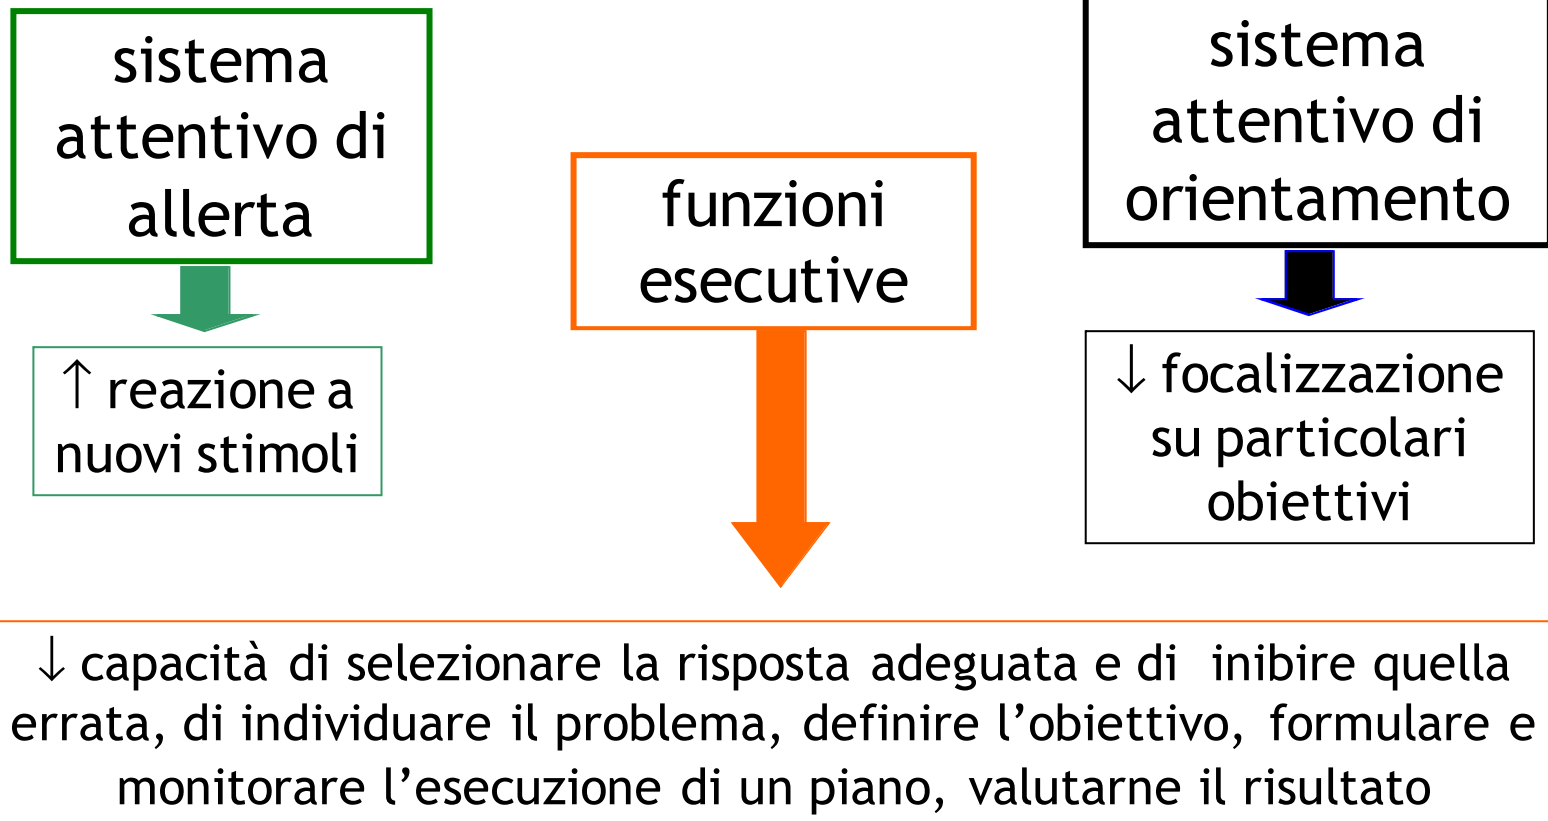 sistema
attentivo di
allerta
↑ reazione a
nuovi stimoli
funzioni
esecutive
sistema
attentivo di
orientamento
↓ focalizzazione
su particolari
obiettivi
↓ capacità di selezionare la risposta adeguata e di inibire quella
errata, di individuare il problema, definire l’obiettivo, formulare e
monitorare l’esecuzione di un piano, valutarne il risultato